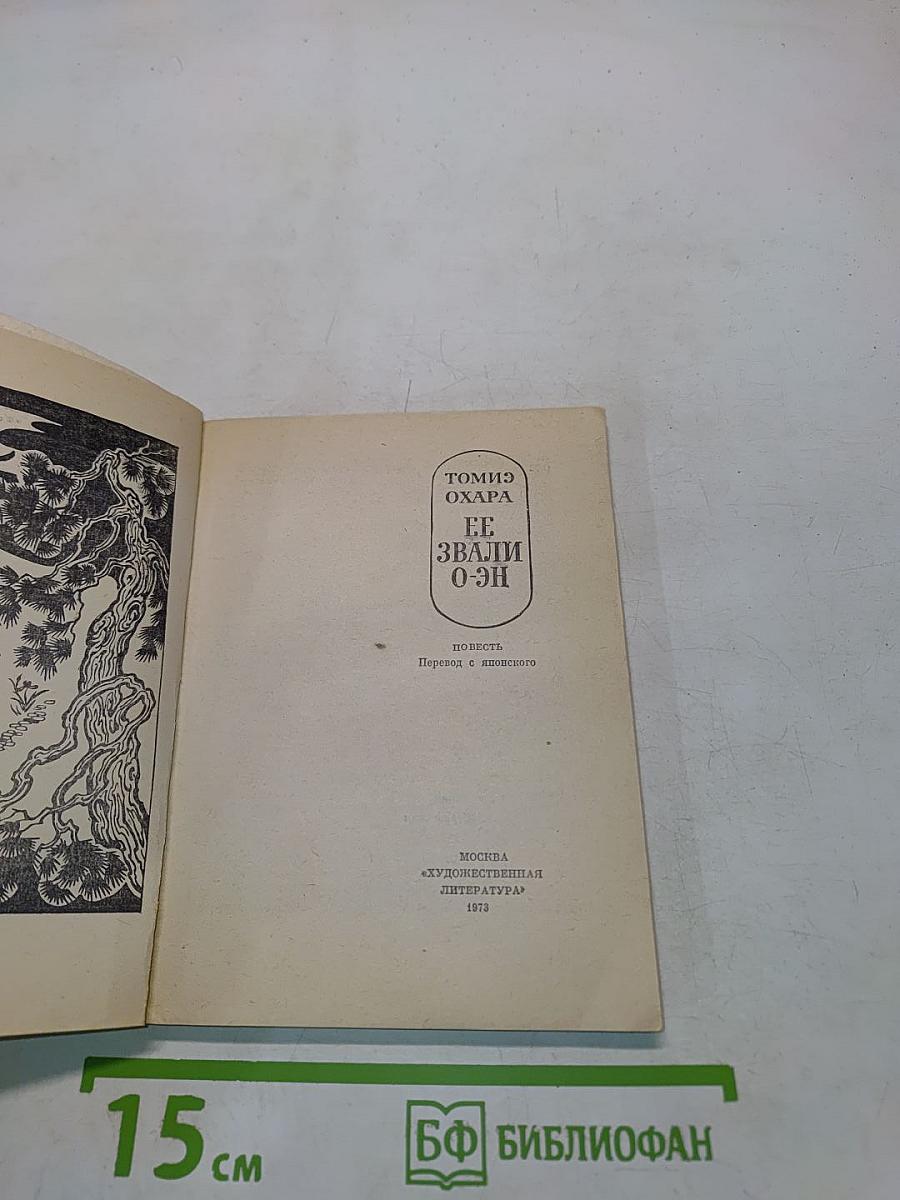 ТОМИЭ
ОХАРА
ЕЕ
ЗВАЛИ
О-ЭН
ПОВЕСТЬ
Перевод с японского
МОСКВА
«ХУДОЖЕСТВЕННАЯ
ЛИТЕРАТУРА»
1973
15 см
БФ БИБЛИОФАН